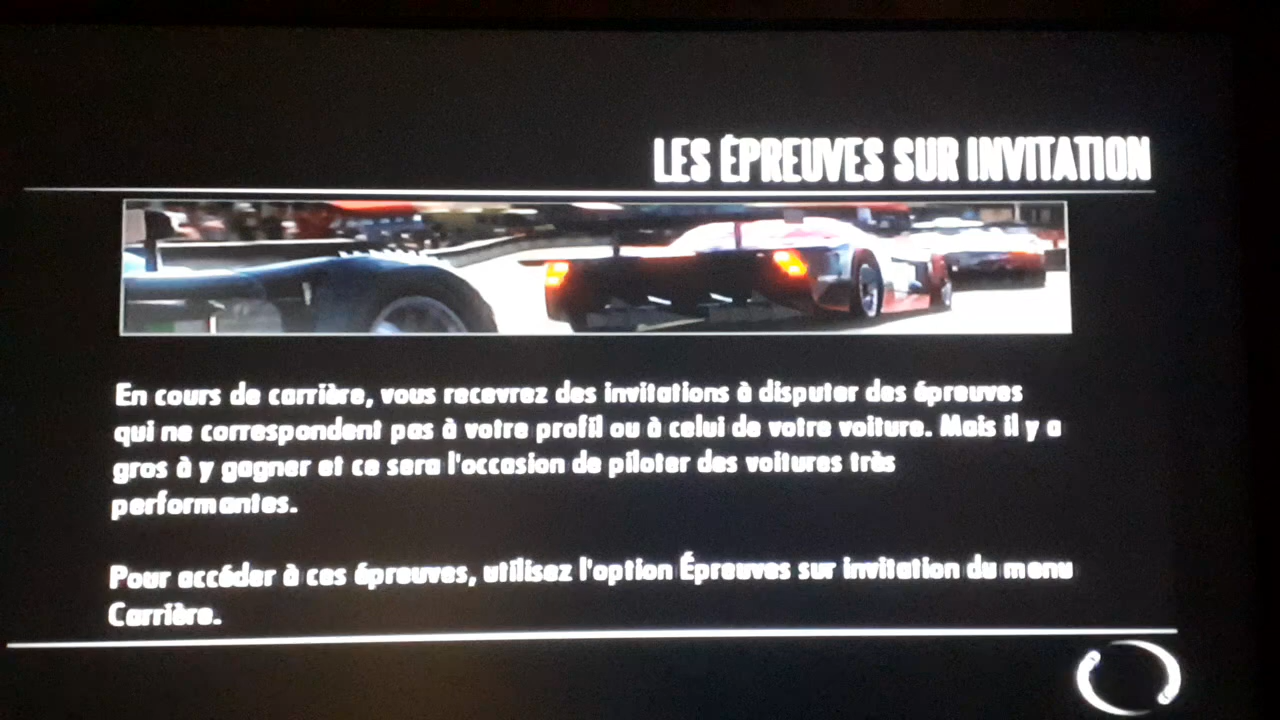 LES ÉPREUVES SUR INVITATION
En cours de carrière, vous recevrez des invitations à disputer des épreuves
qui ne correspondent pas à votre profil ou à celui de votre voiture. Mais il y a
gros à y gagner et ce sera l'occasion de piloter des voitures très
performantes.
Pour accéder à ces épreuves, utilisez l'option Épreuves sur invitation du menu
Carrière.